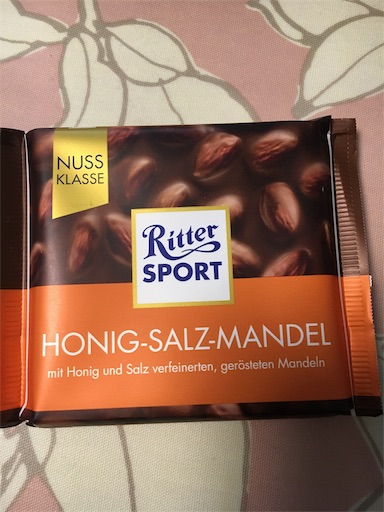 NUSS
KLASSE
Ritter
SPORT
HONIG-SALZ-MANDEL
mit Honig und Salz verfeinerten, gerösteten Mandeln